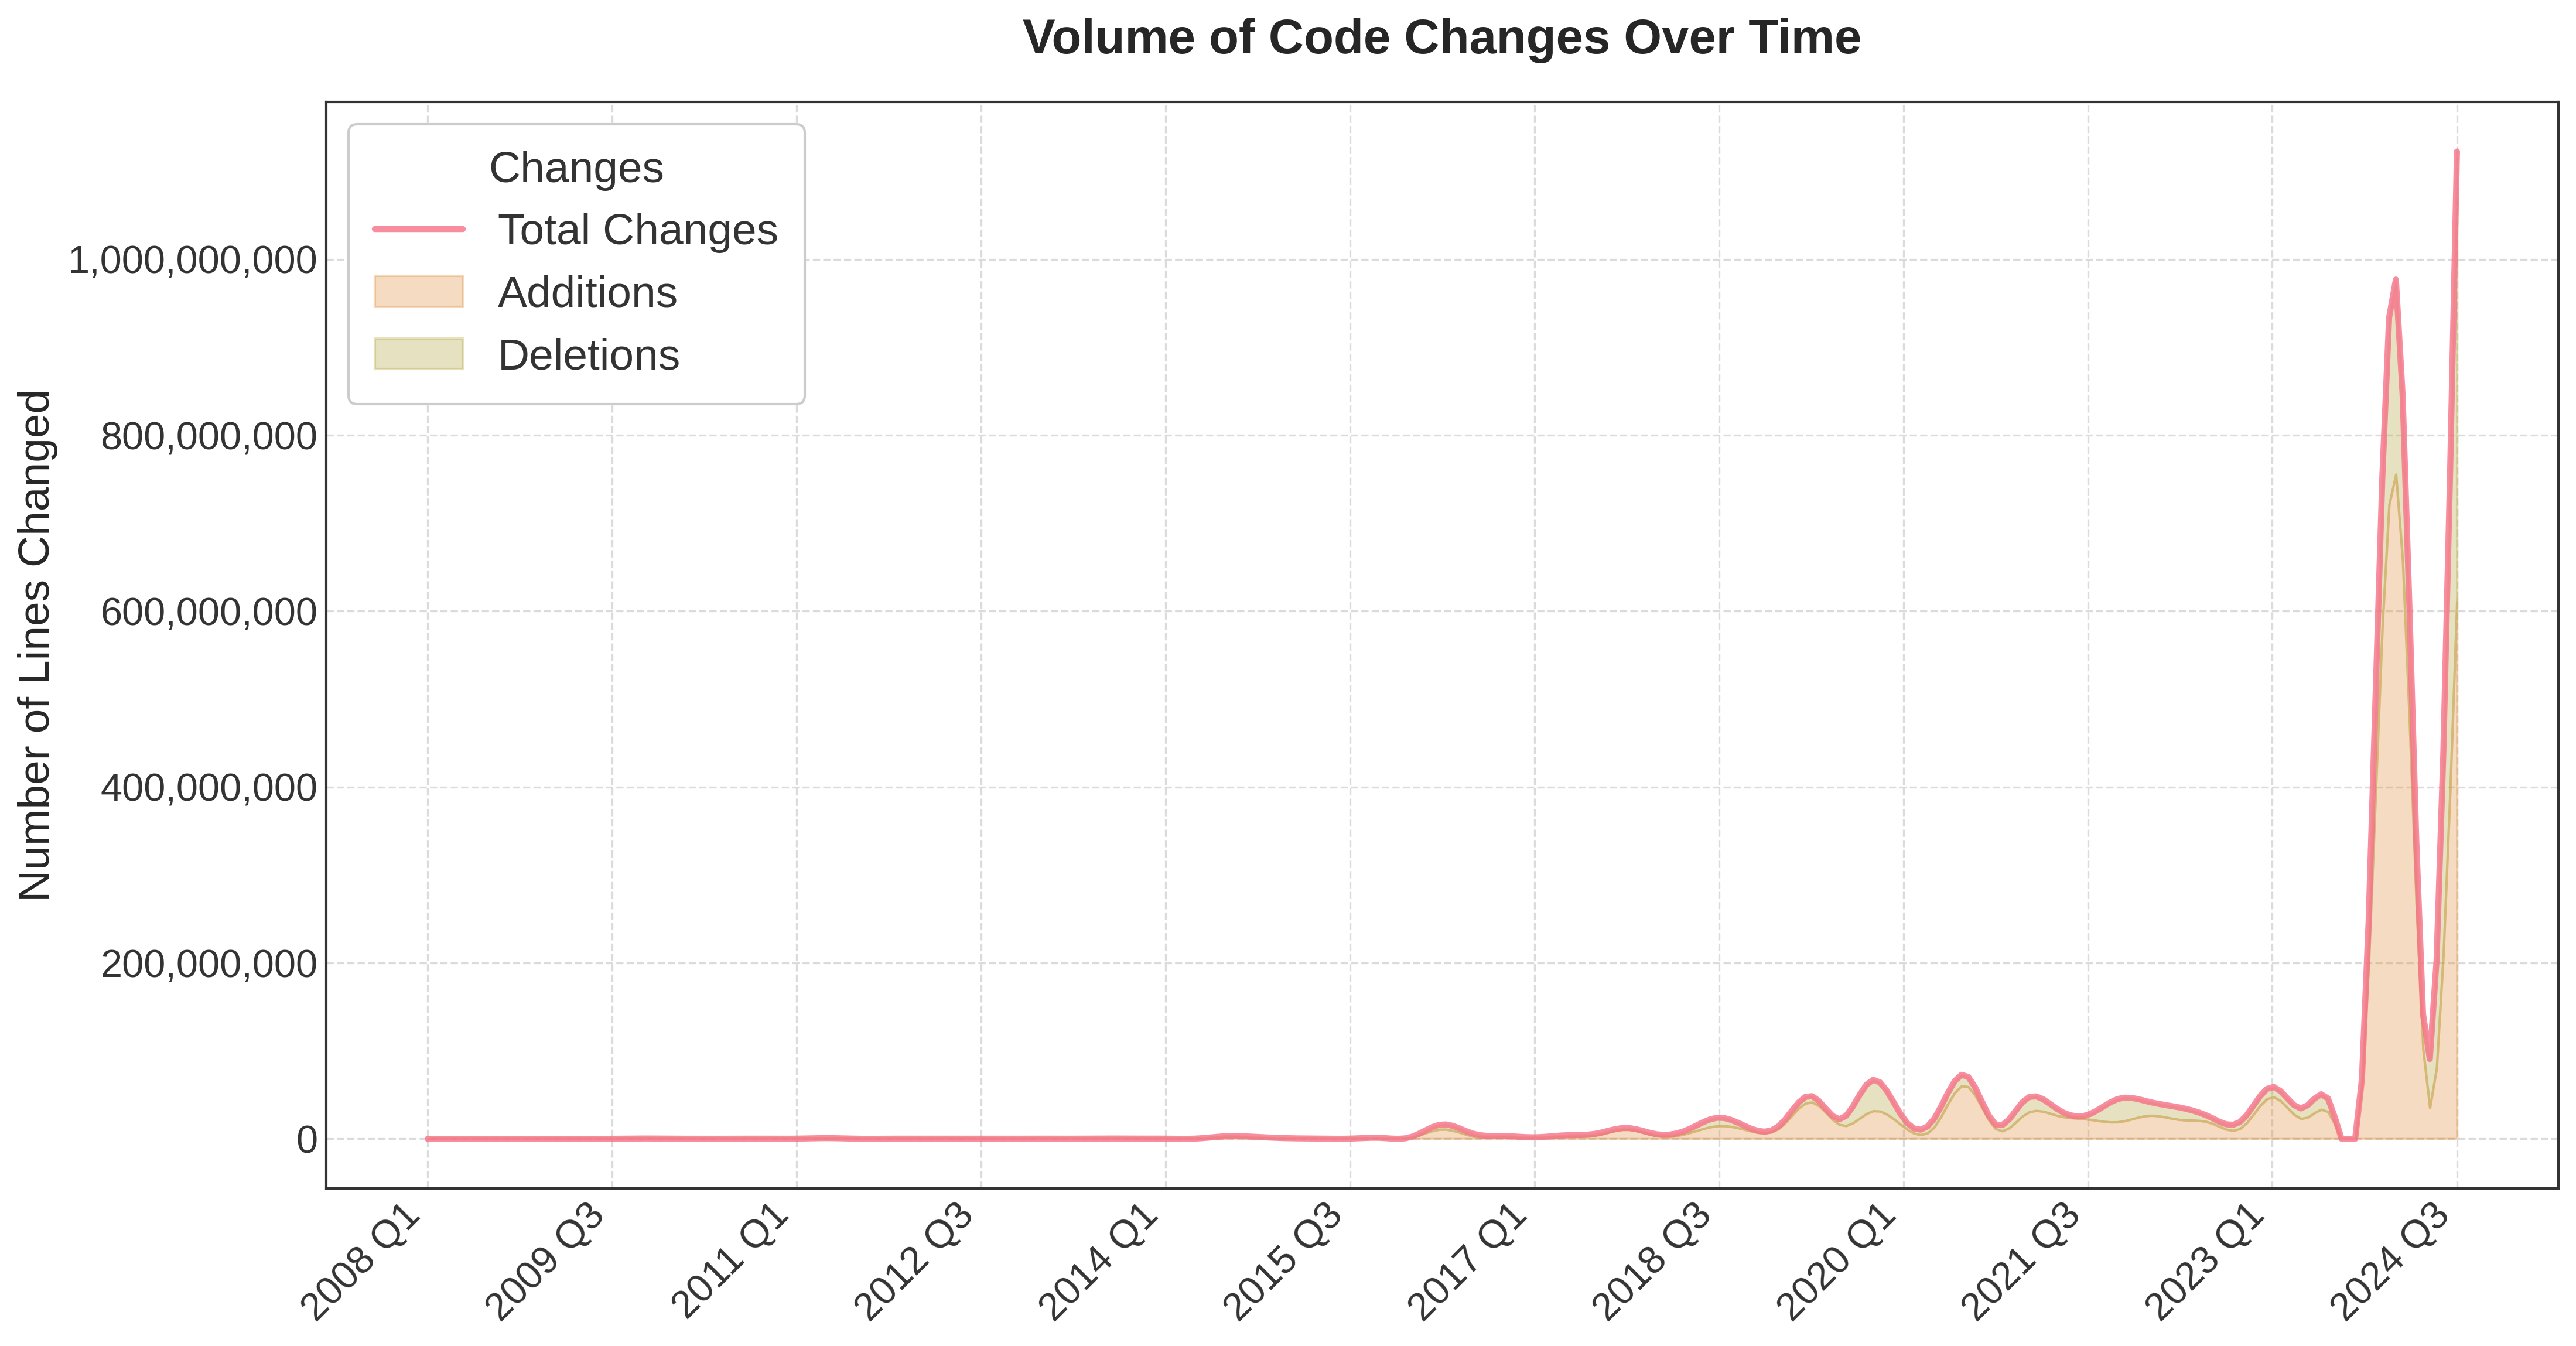 Volume of Code Changes Over Time
Number of Lines Changed
1,000,000,000
800,000,000
600,000,000
400,000,000
200,000,000
0
Changes
Total Changes
Additions
Deletions
2008 Q1
2009 Q3
2011 Q1
2012 Q3
2014 Q1
2015 Q3
2017 Q1
2018 Q3
2020 Q1
2021 Q3
2023 Q1
2024 Q3